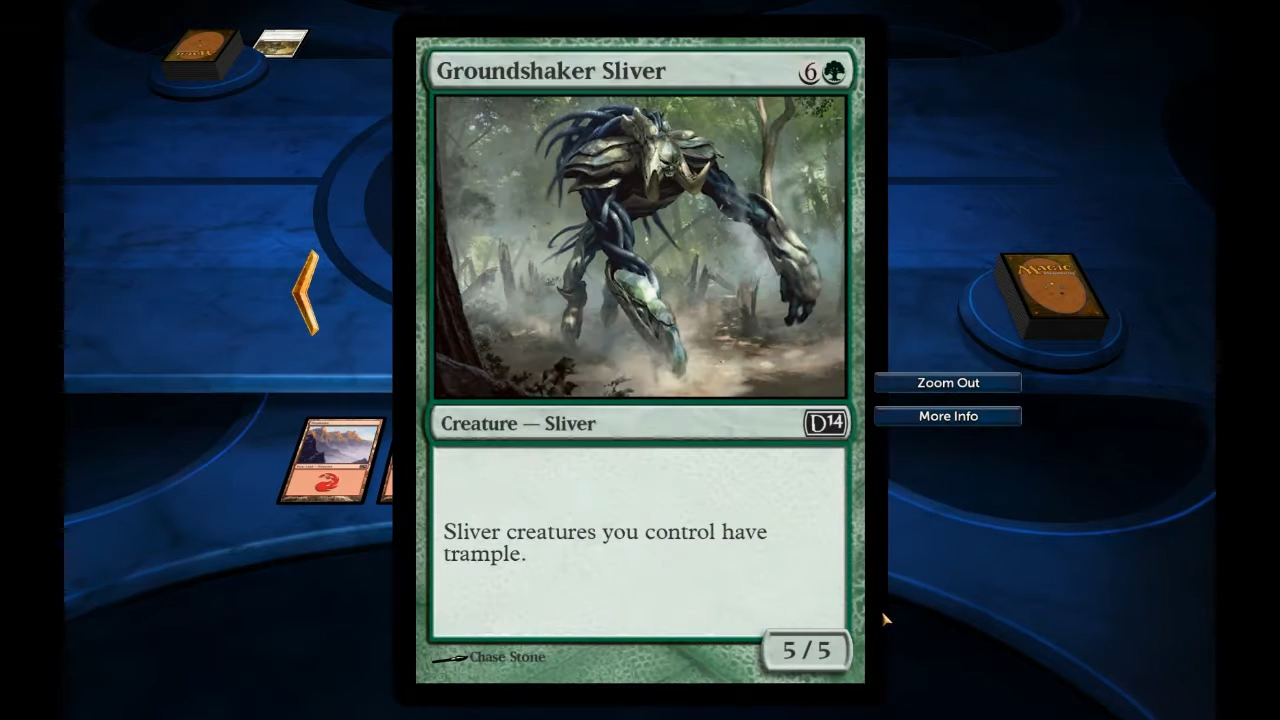 Groundshaker Sliver 6
Magic
Zoom Out
More Info
Creature — Sliver D14
Sliver creatures you control have
trample.
5 / 5
Chase Stone